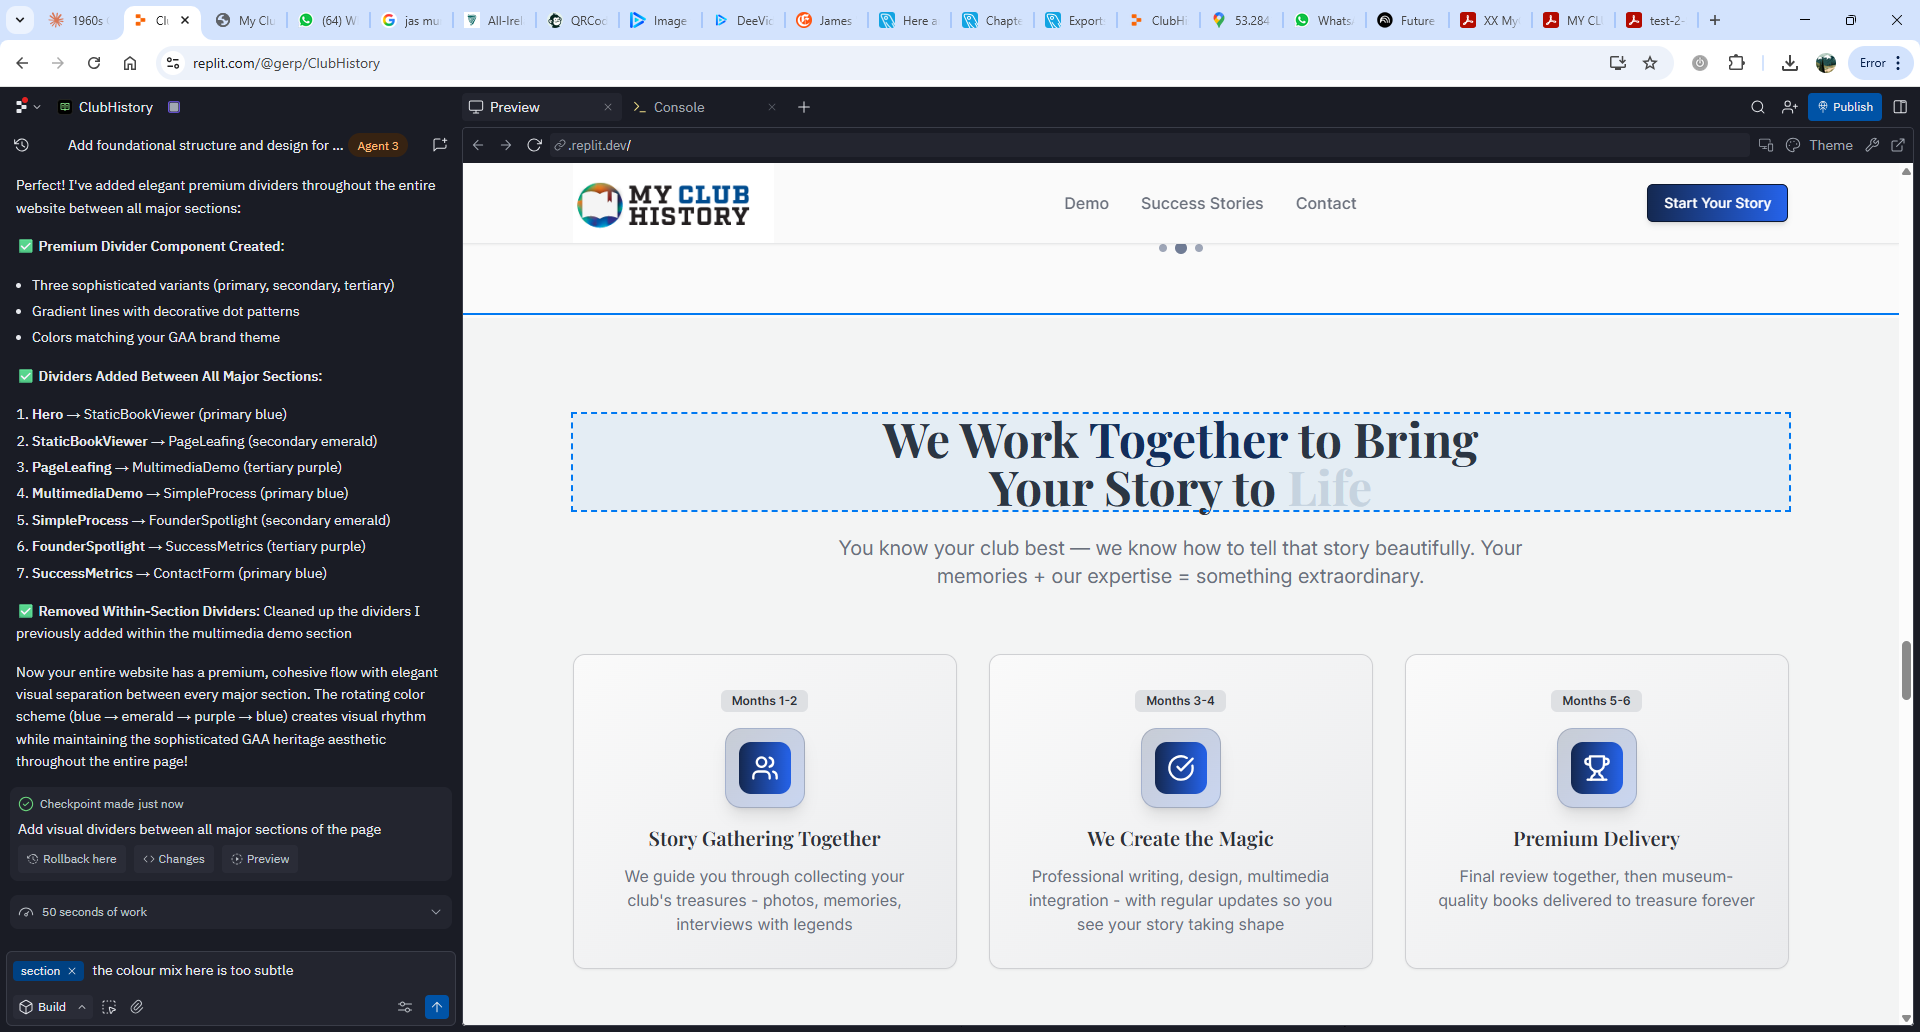 1960s
Clu
My Clu
(64) W
jas mu
All-Irel
QRCo
Image
DeeVid
James
Here a
Chapte
Export
ClubHi
53.284
Whats
Future
XX My
MY CL
test-2-
replit.com/@gerp/ClubHistory
Error
ClubHistory
Preview
Console
Publish
Add foundational structure and design for ...
Agent 3
.replit.dev/
Theme
Perfect! I've added elegant premium dividers throughout the entire
website between all major sections:
✅ Premium Divider Component Created:
• Three sophisticated variants (primary, secondary, tertiary)
• Gradient lines with decorative dot patterns
• Colors matching your GAA brand theme
✅ Dividers Added Between All Major Sections:
1. Hero → StaticBookViewer (primary blue)
2. StaticBookViewer → PageLeafing (secondary emerald)
3. PageLeafing → MultimediaDemo (tertiary purple)
4. MultimediaDemo → SimpleProcess (primary blue)
5. SimpleProcess → FounderSpotlight (secondary emerald)
6. FounderSpotlight → SuccessMetrics (tertiary purple)
7. SuccessMetrics → ContactForm (primary blue)
✅ Removed Within-Section Dividers: Cleaned up the dividers I
previously added within the multimedia demo section
Now your entire website has a premium, cohesive flow with elegant
visual separation between every major section. The rotating color
scheme (blue → emerald → purple → blue) creates visual rhythm
while maintaining the sophisticated GAA heritage aesthetic
throughout the entire page!
Checkpoint made just now
Add visual dividers between all major sections of the page
Rollback here
Changes
Preview
50 seconds of work
section × the colour mix here is too subtle
Build
MY CLUB
HISTORY
Demo
Success Stories
Contact
Start Your Story
We Work Together to Bring
Your Story to Life
You know your club best — we know how to tell that story beautifully. Your
memories + our expertise = something extraordinary.
Months 1-2
Story Gathering Together
We guide you through collecting your
club's treasures - photos, memories,
interviews with legends
Months 3-4
We Create the Magic
Professional writing, design, multimedia
integration - with regular updates so you
see your story taking shape
Months 5-6
Premium Delivery
Final review together, then museum-
quality books delivered to treasure forever